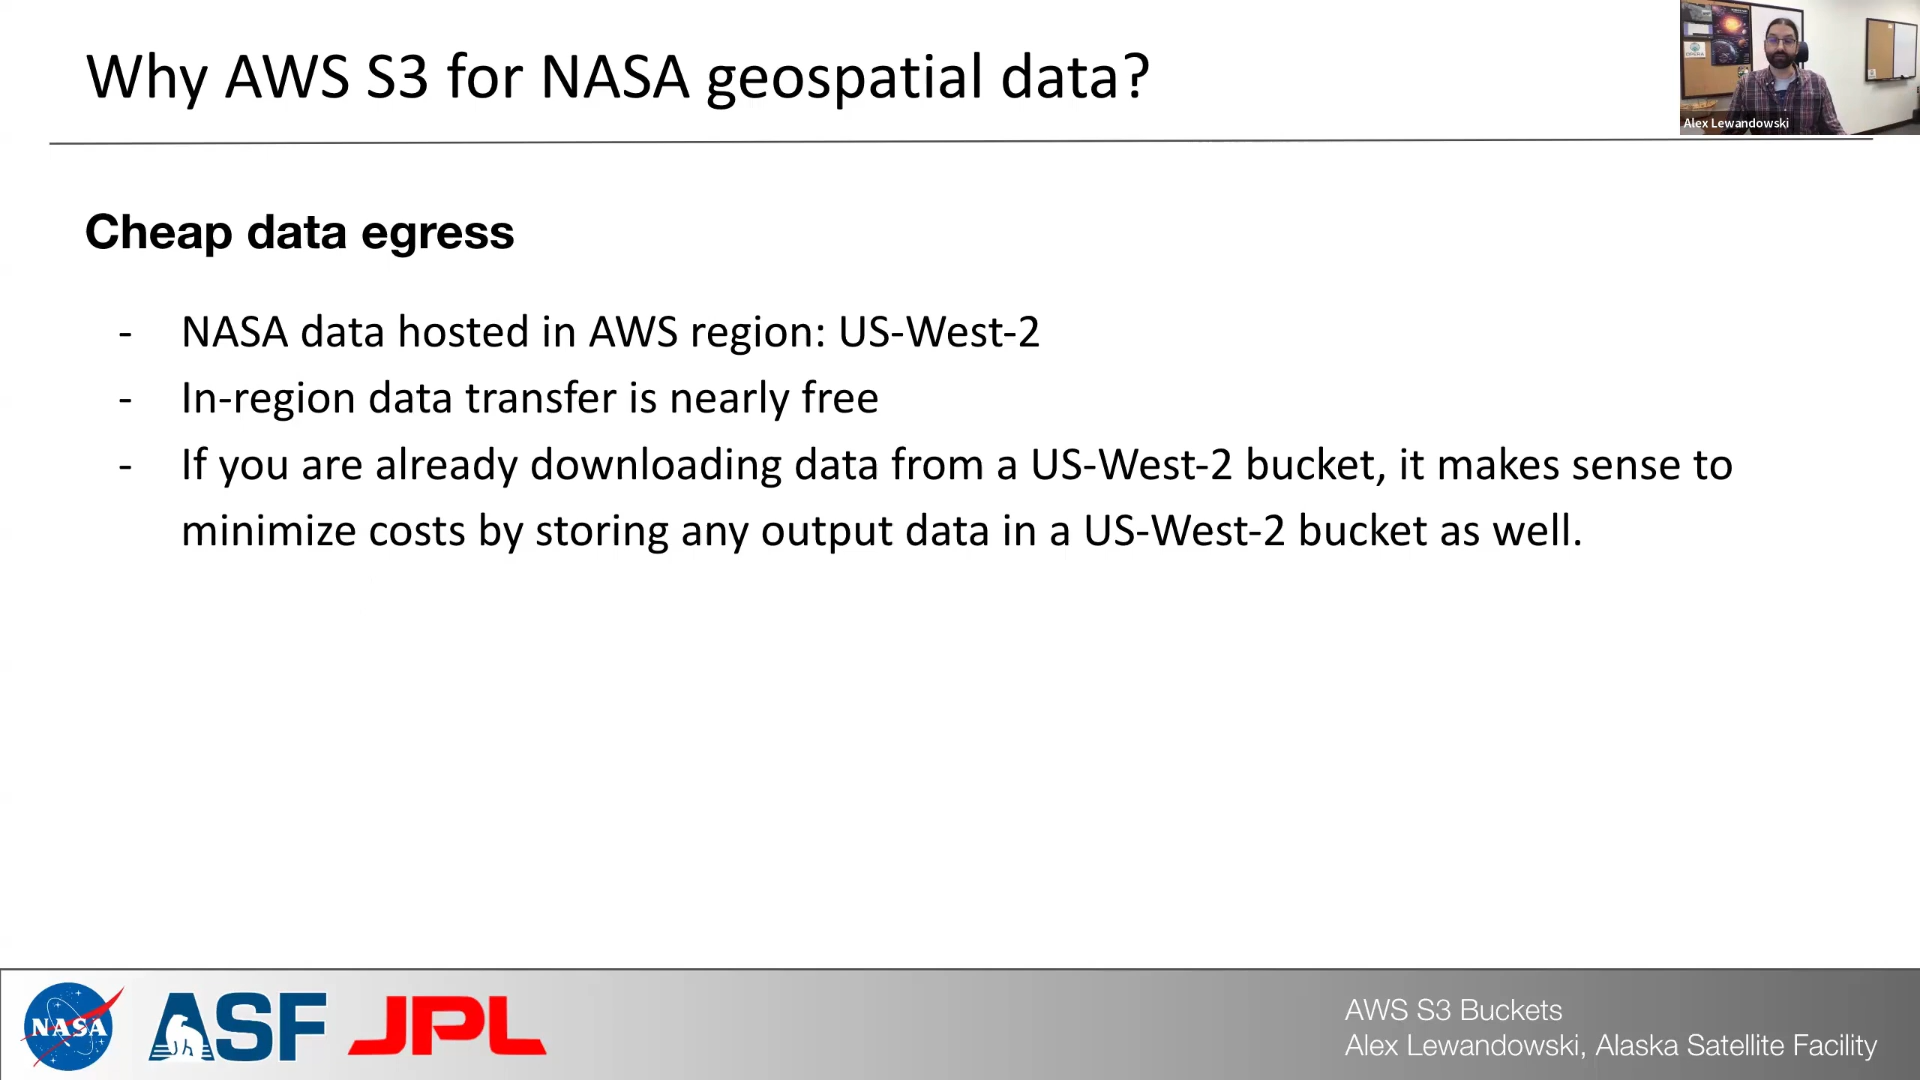 Why AWS S3 for NASA geospatial data?
Alex Lewandowski
Cheap data egress
- NASA data hosted in AWS region: US-West-2
- In-region data transfer is nearly free
- If you are already downloading data from a US-West-2 bucket, it makes sense to
minimize costs by storing any output data in a US-West-2 bucket as well.
NASA
ASF
JPL
AWS S3 Buckets
Alex Lewandowski, Alaska Satellite Facility